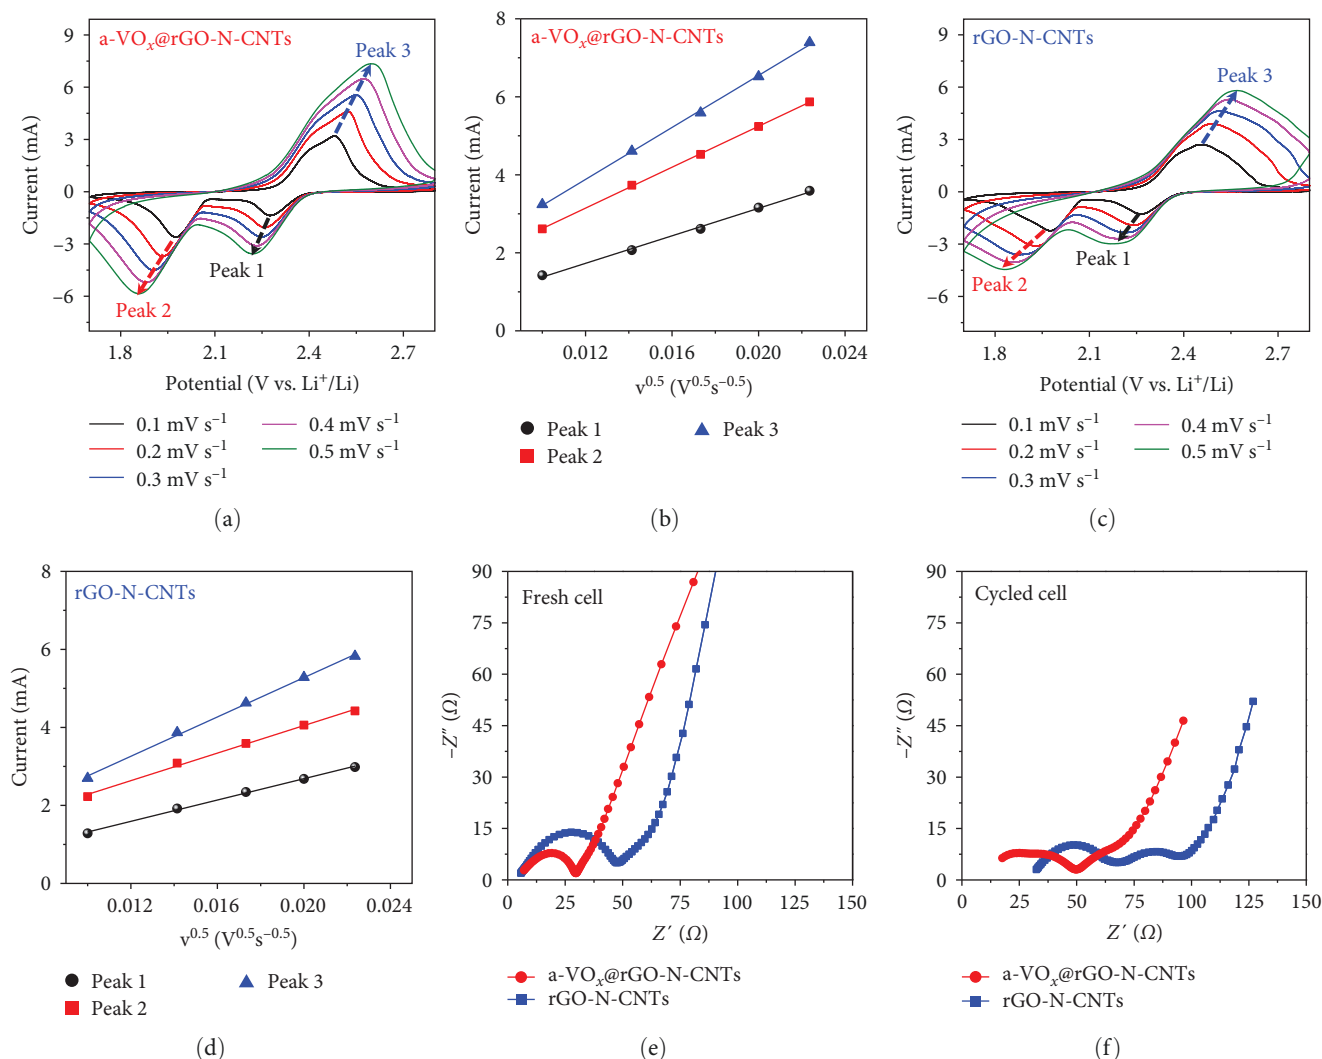 a-VOₓ@rGO-N-CNTs
Peak 3
Peak 1
Peak 2
9
6
3
0
−3
−6
Current (mA)
1.8
2.1
2.4
2.7
Potential (V vs. Li⁺/Li)
0.1 mV s⁻¹
0.4 mV s⁻¹
0.2 mV s⁻¹
0.5 mV s⁻¹
0.3 mV s⁻¹
(a)
a-VOₓ@rGO-N-CNTs
8
6
4
2
0
Current (mA)
0.012
0.016
0.020
0.024
v⁰·⁵ (V⁰·⁵s⁻⁰·⁵)
Peak 1
Peak 3
Peak 2
(b)
rGO-N-CNTs
Peak 3
Peak 1
Peak 2
9
6
3
0
−3
−6
Current (mA)
1.8
2.1
2.4
2.7
Potential (V vs. Li⁺/Li)
0.1 mV s⁻¹
0.4 mV s⁻¹
0.2 mV s⁻¹
0.5 mV s⁻¹
0.3 mV s⁻¹
(c)
rGO-N-CNTs
8
6
4
2
0
Current (mA)
0.012
0.016
0.020
0.024
v⁰·⁵ (V⁰·⁵s⁻⁰·⁵)
Peak 1
Peak 3
Peak 2
(d)
Fresh cell
90
75
60
45
30
15
0
−Z″ (Ω)
0
25
50
75
100
125
150
Z′ (Ω)
a-VOₓ@rGO-N-CNTs
rGO-N-CNTs
(e)
Cycled cell
90
75
60
45
30
15
0
−Z″ (Ω)
0
25
50
75
100
125
150
Z′ (Ω)
a-VOₓ@rGO-N-CNTs
rGO-N-CNTs
(f)